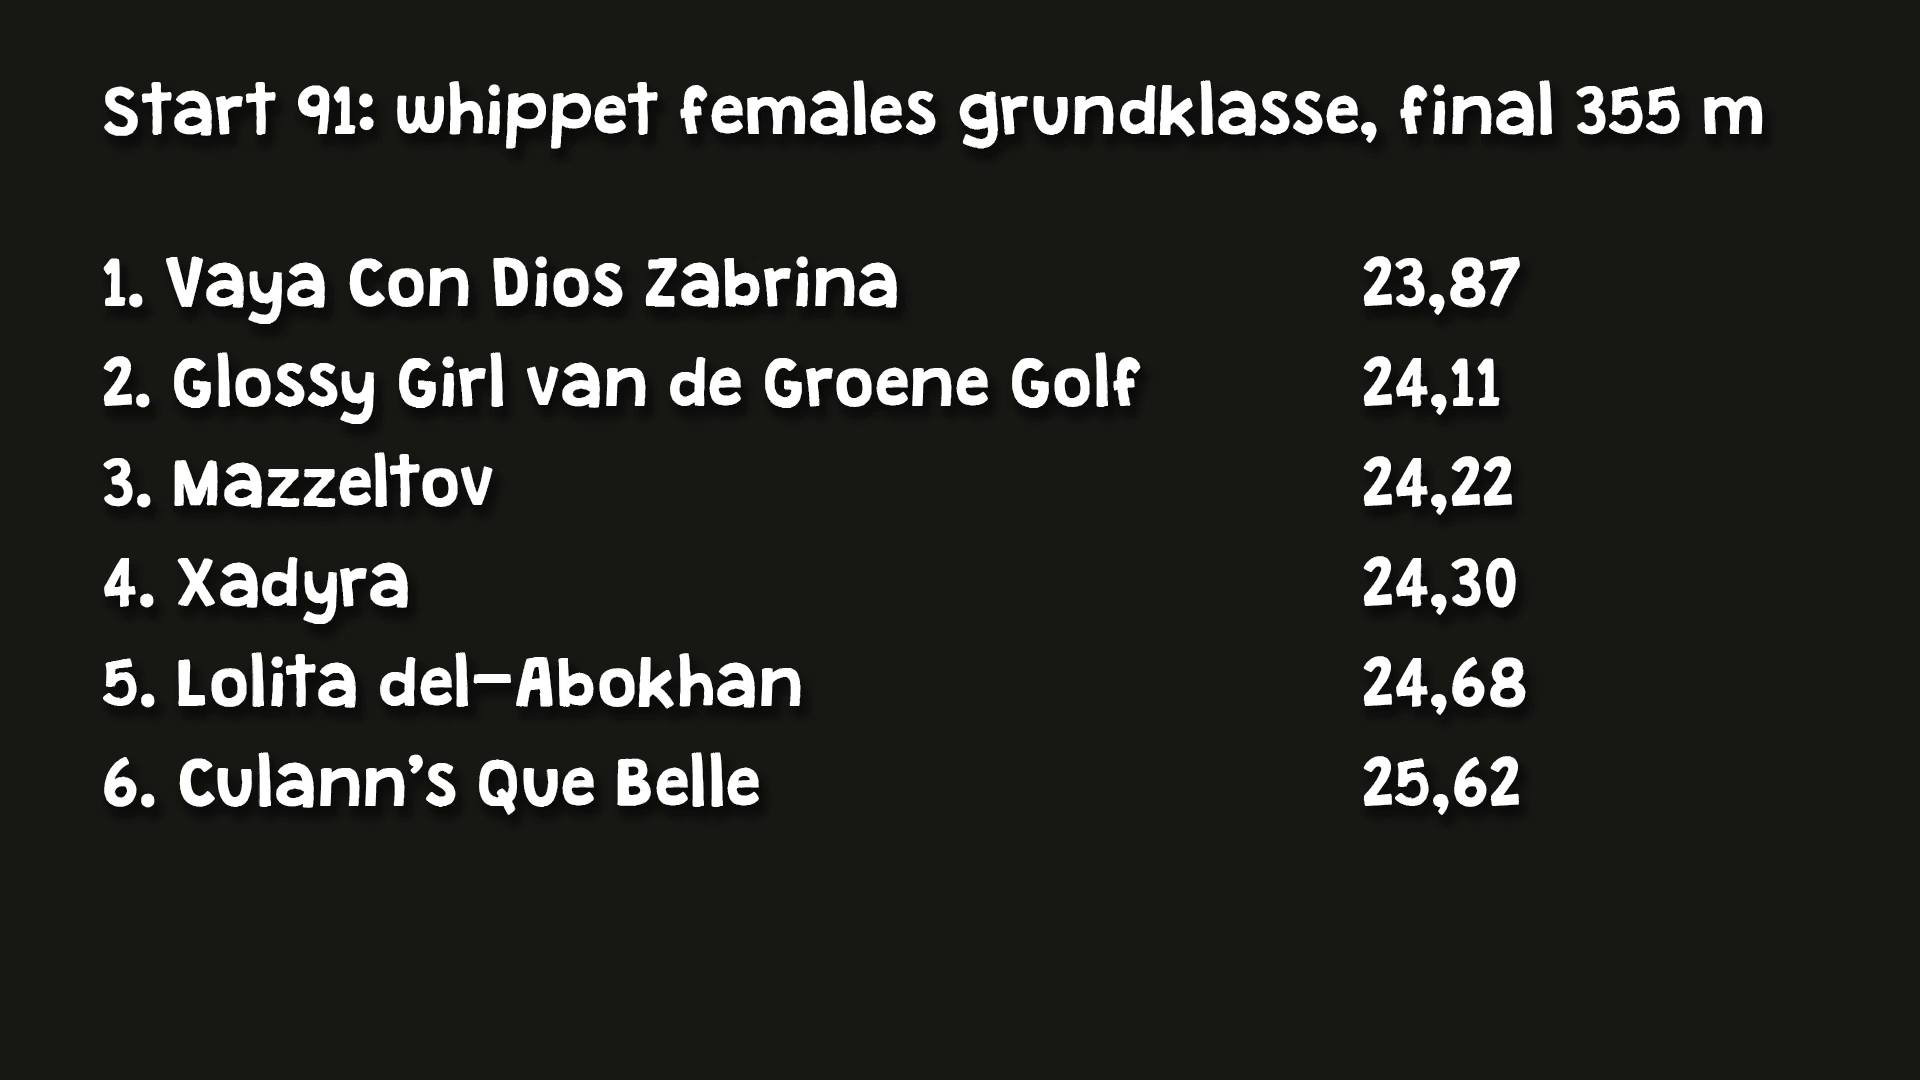 Start 91: whippet females grundklasse, final 355 m
1. Vaya Con Dios Zabrina 23,87
2. Glossy Girl van de Groene Golf 24,11
3. Mazzeltov 24,22
4. Xadyra 24,30
5. Lolita del-Abokhan 24,68
6. Culann's Que Belle 25,62